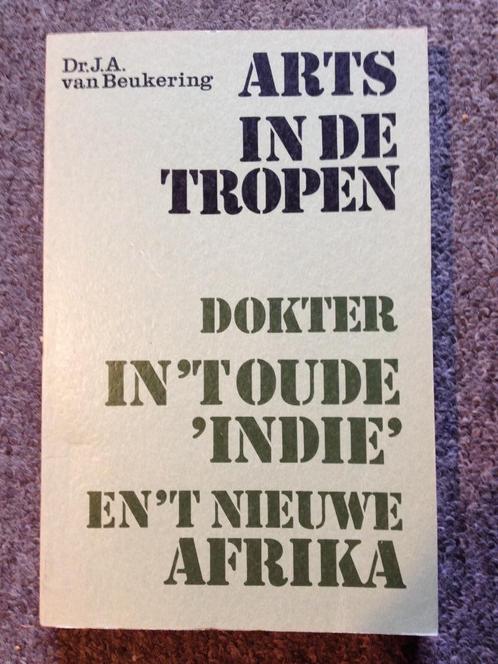 Dr. J.A.
van Beukering
ARTS
IN DE
TROPEN
DOKTER
IN 'T OUDE
'INDIE'
EN 'T NIEUWE
AFRIKA